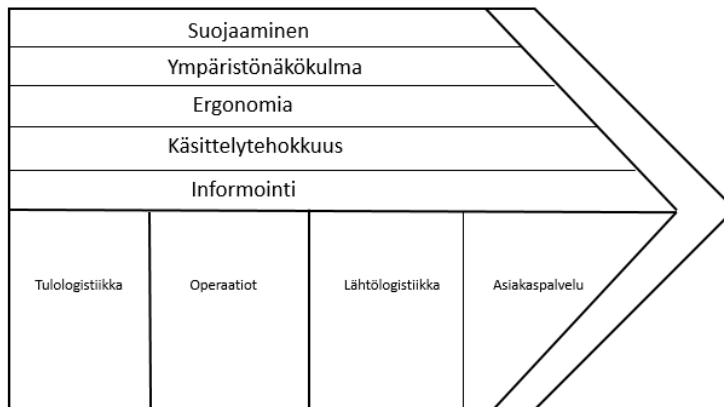 Suojaaminen
Ympäristönäkökulma
Ergonomia
Käsittelytehokkuus
Informointi
Tulologistiikka
Operaatiot
Lähtölogistiikka
Asiakaspalvelu